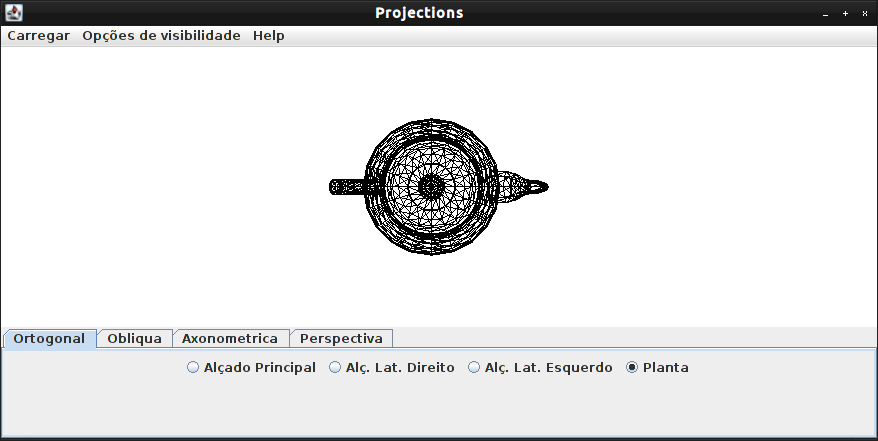 Projections
Carregar Opções de visibilidade Help
Ortogonal Obliqua Axonometrica Perspectiva
Alçado Principal Alç. Lat. Direito Alç. Lat. Esquerdo Planta